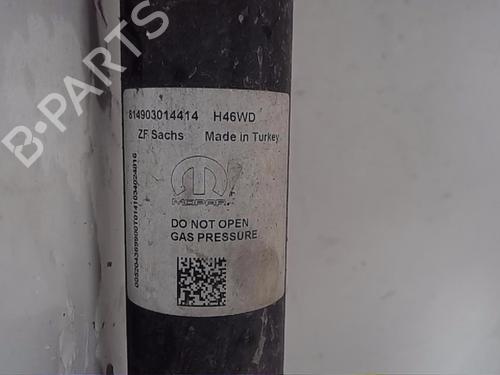 B-PARTS
814903014414 H46WD
ZF Sachs Made in Turkey
MOPAR
DO NOT OPEN
GAS PRESSURE